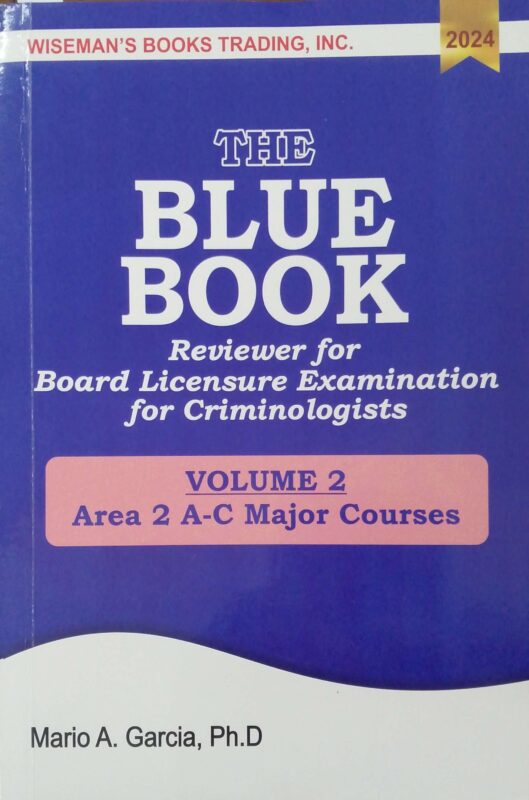 WISEMAN'S BOOKS TRADING, INC.
2024
THE
BLUE
BOOK
Reviewer for
Board Licensure Examination
for Criminologists
VOLUME 2
Area 2 A-C Major Courses
Mario A. Garcia, Ph.D